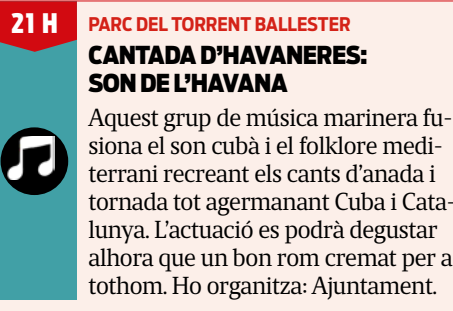 21 H
PARC DEL TORRENT BALLESTER
CANTADA D'HAVANERES:
SON DE L'HAVANA
Aquest grup de música marinera fu-
siona el son cubà i el folklore medi-
terrani recreant els cants d'anada i
tornada tot agermanant Cuba i Cata-
lunya. L'actuació es podrà degustar
alhora que un bon rom cremat per a
tothom. Ho organitza: Ajuntament.